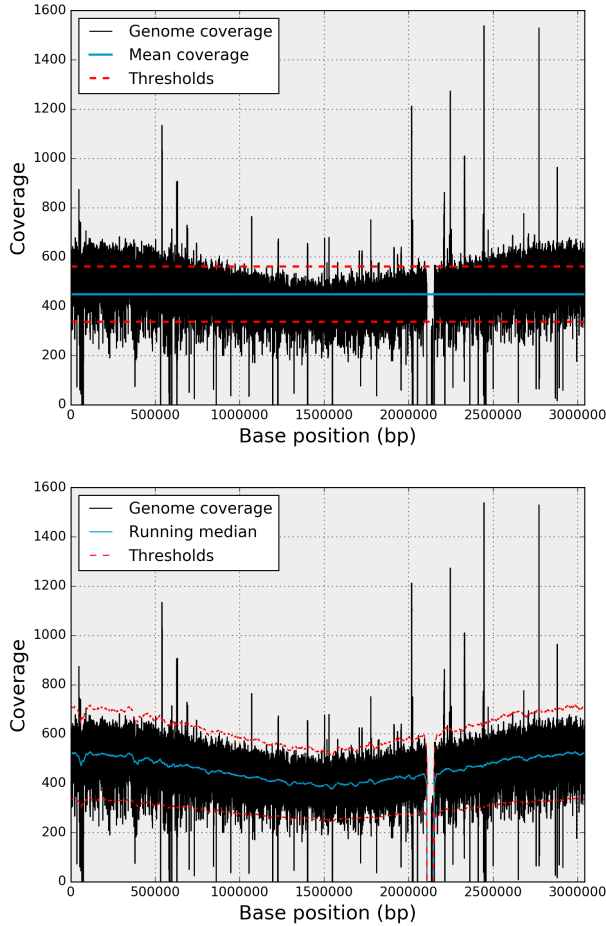 1600
1400
1200
1000
800
600
400
200
0
Coverage
Genome coverage
Mean coverage
Thresholds
0 500000 1000000 1500000 2000000 2500000 3000000
Base position (bp)
1600
1400
1200
1000
800
600
400
200
0
Coverage
Genome coverage
Running median
Thresholds
0 500000 1000000 1500000 2000000 2500000 3000000
Base position (bp)